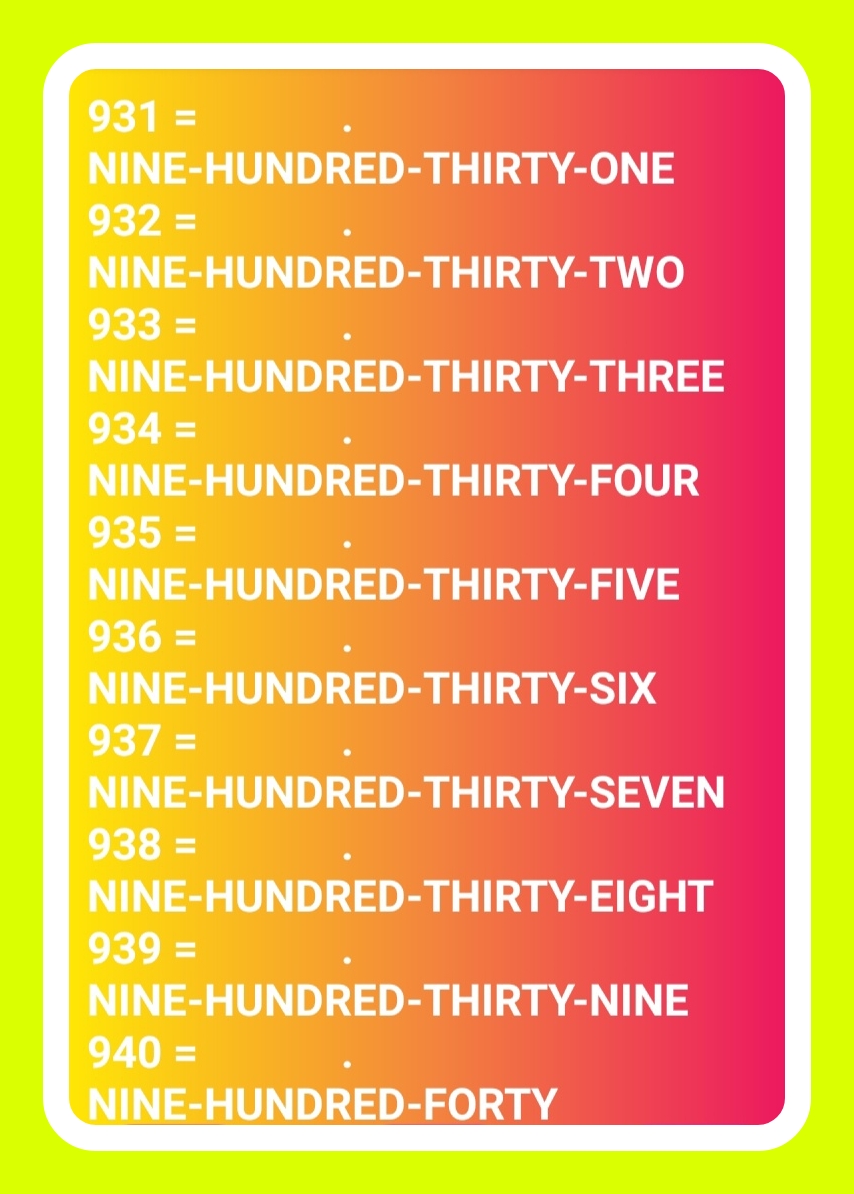 931 = .
NINE-HUNDRED-THIRTY-ONE
932 = .
NINE-HUNDRED-THIRTY-TWO
933 = .
NINE-HUNDRED-THIRTY-THREE
934 = .
NINE-HUNDRED-THIRTY-FOUR
935 = .
NINE-HUNDRED-THIRTY-FIVE
936 = .
NINE-HUNDRED-THIRTY-SIX
937 = .
NINE-HUNDRED-THIRTY-SEVEN
938 = .
NINE-HUNDRED-THIRTY-EIGHT
939 = .
NINE-HUNDRED-THIRTY-NINE
940 = .
NINE-HUNDRED-FORTY